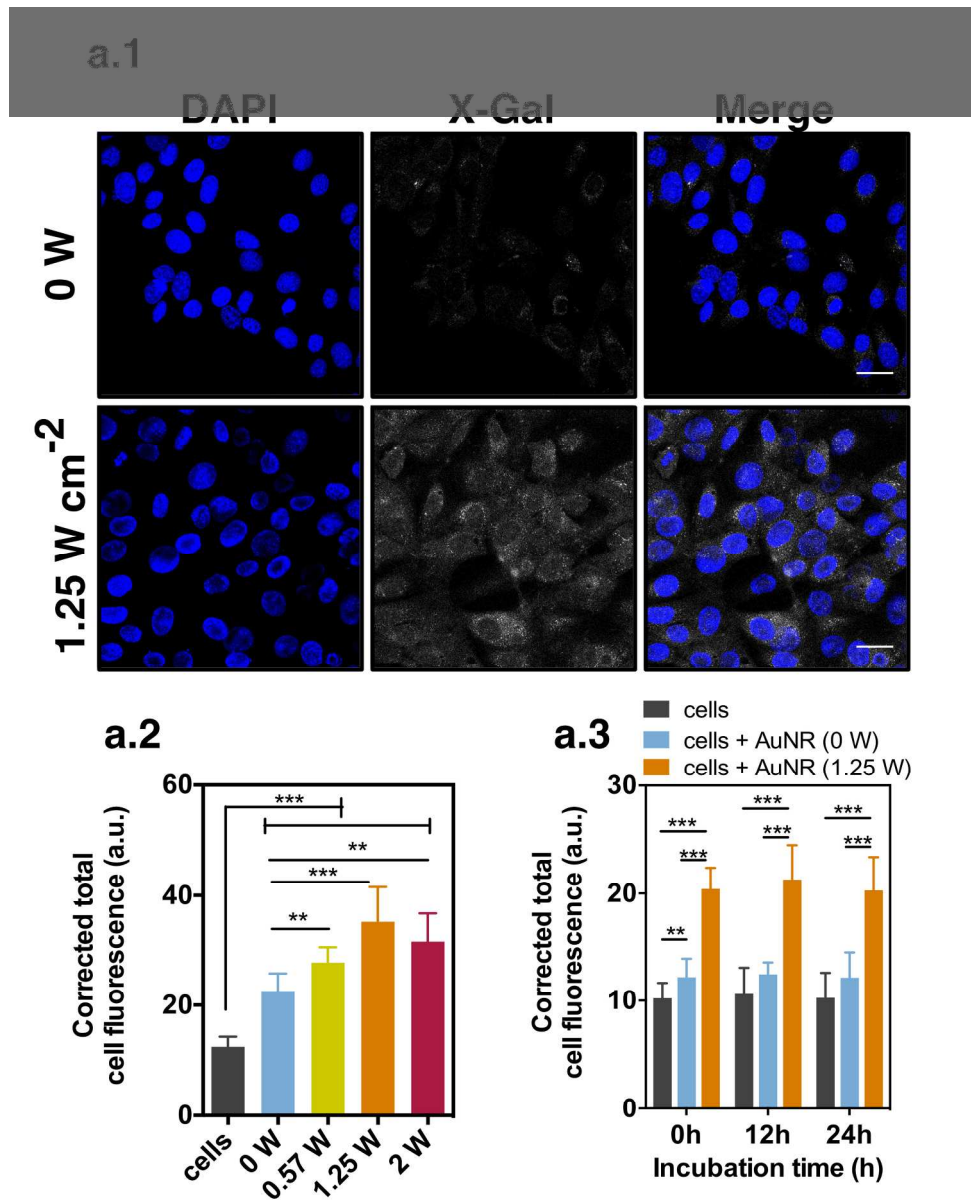 a.1
DAPI X-Gal Merge
0 W
1.25 W cm-2
a.2
*** 
**
***
**
60
40
20
0
Corrected total
cell fluorescence (a.u.)
cells 0 W 0.57 W 1.25 W 2 W
a.3
cells
cells + AuNR (0 W)
cells + AuNR (1.25 W)
*** *** ***
*** *** ***
**
30
20
10
0
Corrected total
cell fluorescence (a.u.)
0h 12h 24h
Incubation time (h)